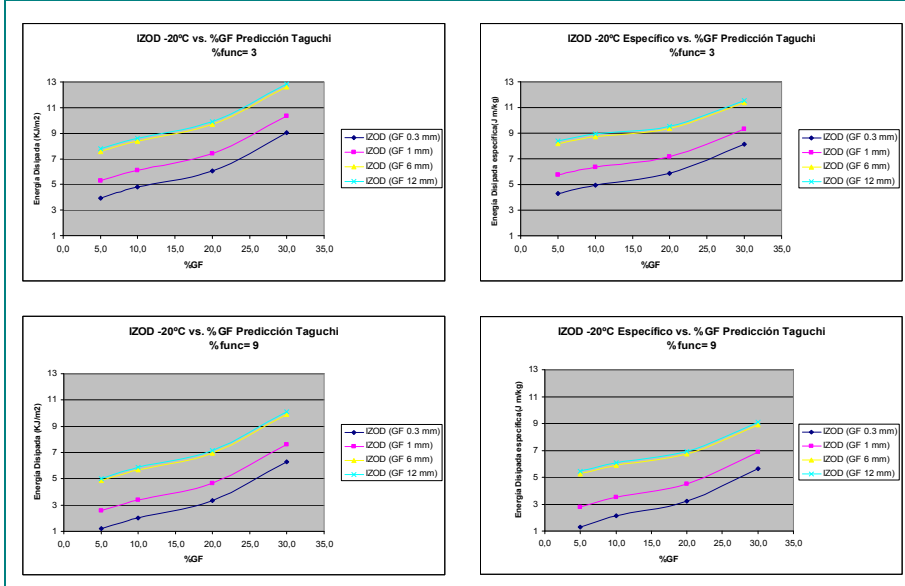 IZOD -20ºC vs. %GF Predicción Taguchi
%func= 3
Energía Disipada (KJ/m2)
13
11
9
7
5
3
1
0,0 5,0 10,0 15,0 20,0 25,0 30,0 35,0
%GF
IZOD (GF 0.3 mm)
IZOD (GF 1 mm)
IZOD (GF 6 mm)
IZOD (GF 12 mm)
IZOD -20ºC Específico vs. %GF Predicción Taguchi
%func= 3
Energía Disipada específica(J m/kg)
13
11
9
7
5
3
1
0,0 5,0 10,0 15,0 20,0 25,0 30,0 35,0
%GF
IZOD (GF 0.3 mm)
IZOD (GF 1 mm)
IZOD (GF 6 mm)
IZOD (GF 12 mm)
IZOD -20ºC vs. %GF Predicción Taguchi
%func= 9
Energía Disipada (KJ/m2)
13
11
9
7
5
3
1
0,0 5,0 10,0 15,0 20,0 25,0 30,0 35,0
%GF
IZOD (GF 0.3 mm)
IZOD (GF 1 mm)
IZOD (GF 6 mm)
IZOD (GF 12 mm)
IZOD -20ºC Específico vs. %GF Predicción Taguchi
%func= 9
Energía Disipada específica(J m/kg)
13
11
9
7
5
3
1
0,0 5,0 10,0 15,0 20,0 25,0 30,0 35,0
%GF
IZOD (GF 0.3 mm)
IZOD (GF 1 mm)
IZOD (GF 6 mm)
IZOD (GF 12 mm)